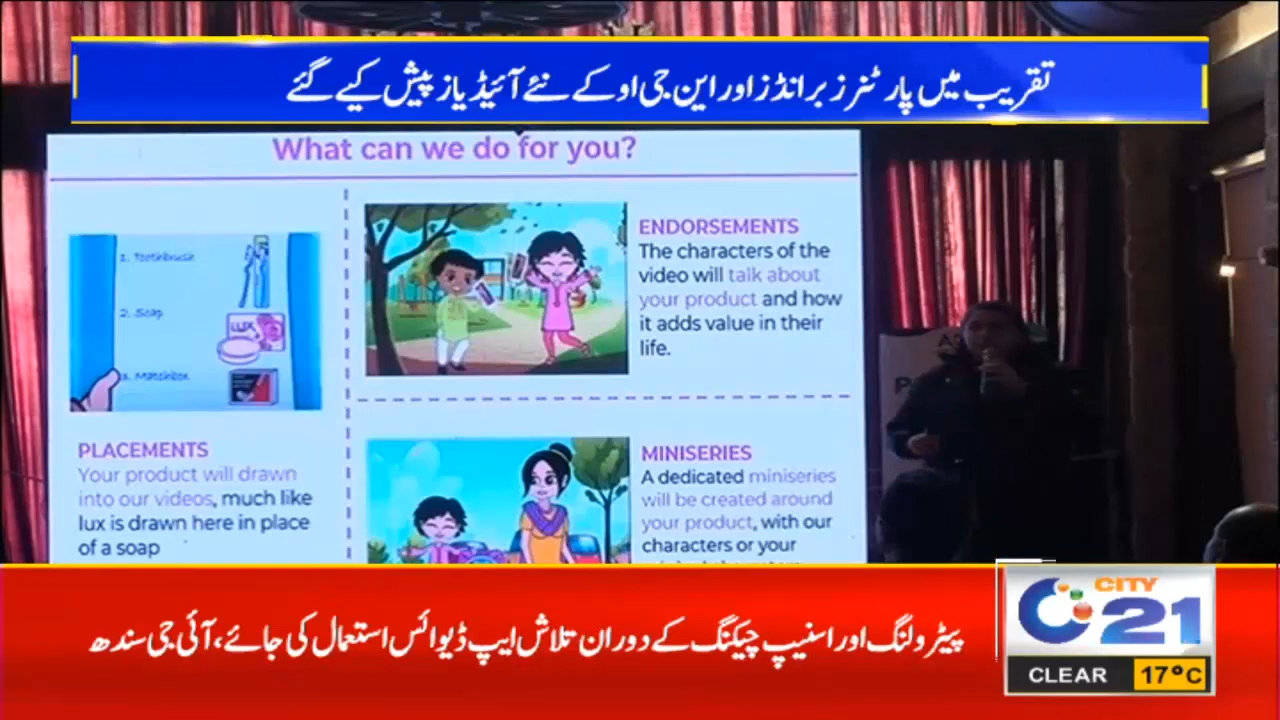 تقریب میں پارٹنرز برانڈز اور این جی او کے نئے آئیڈیاز پیش کیے گئے
What can we do for you?
1. Toothbrush
2. Soap
LUX
3. Matchbox
PLACEMENTS
Your product will drawn
into our videos, much like
lux is drawn here in place
of a soap
ENDORSEMENTS
The characters of the
video will talk about
your product and how
it adds value in their
life.
MINISERIES
A dedicated miniseries
will be created around
your product, with our
characters or your
پیٹرولنگ اور اسنیپ چیکنگ کے دوران تلاش ایپ ڈیوائس استعمال کی جائے، آئی جی سندھ
CITY
21
CLEAR 17°C